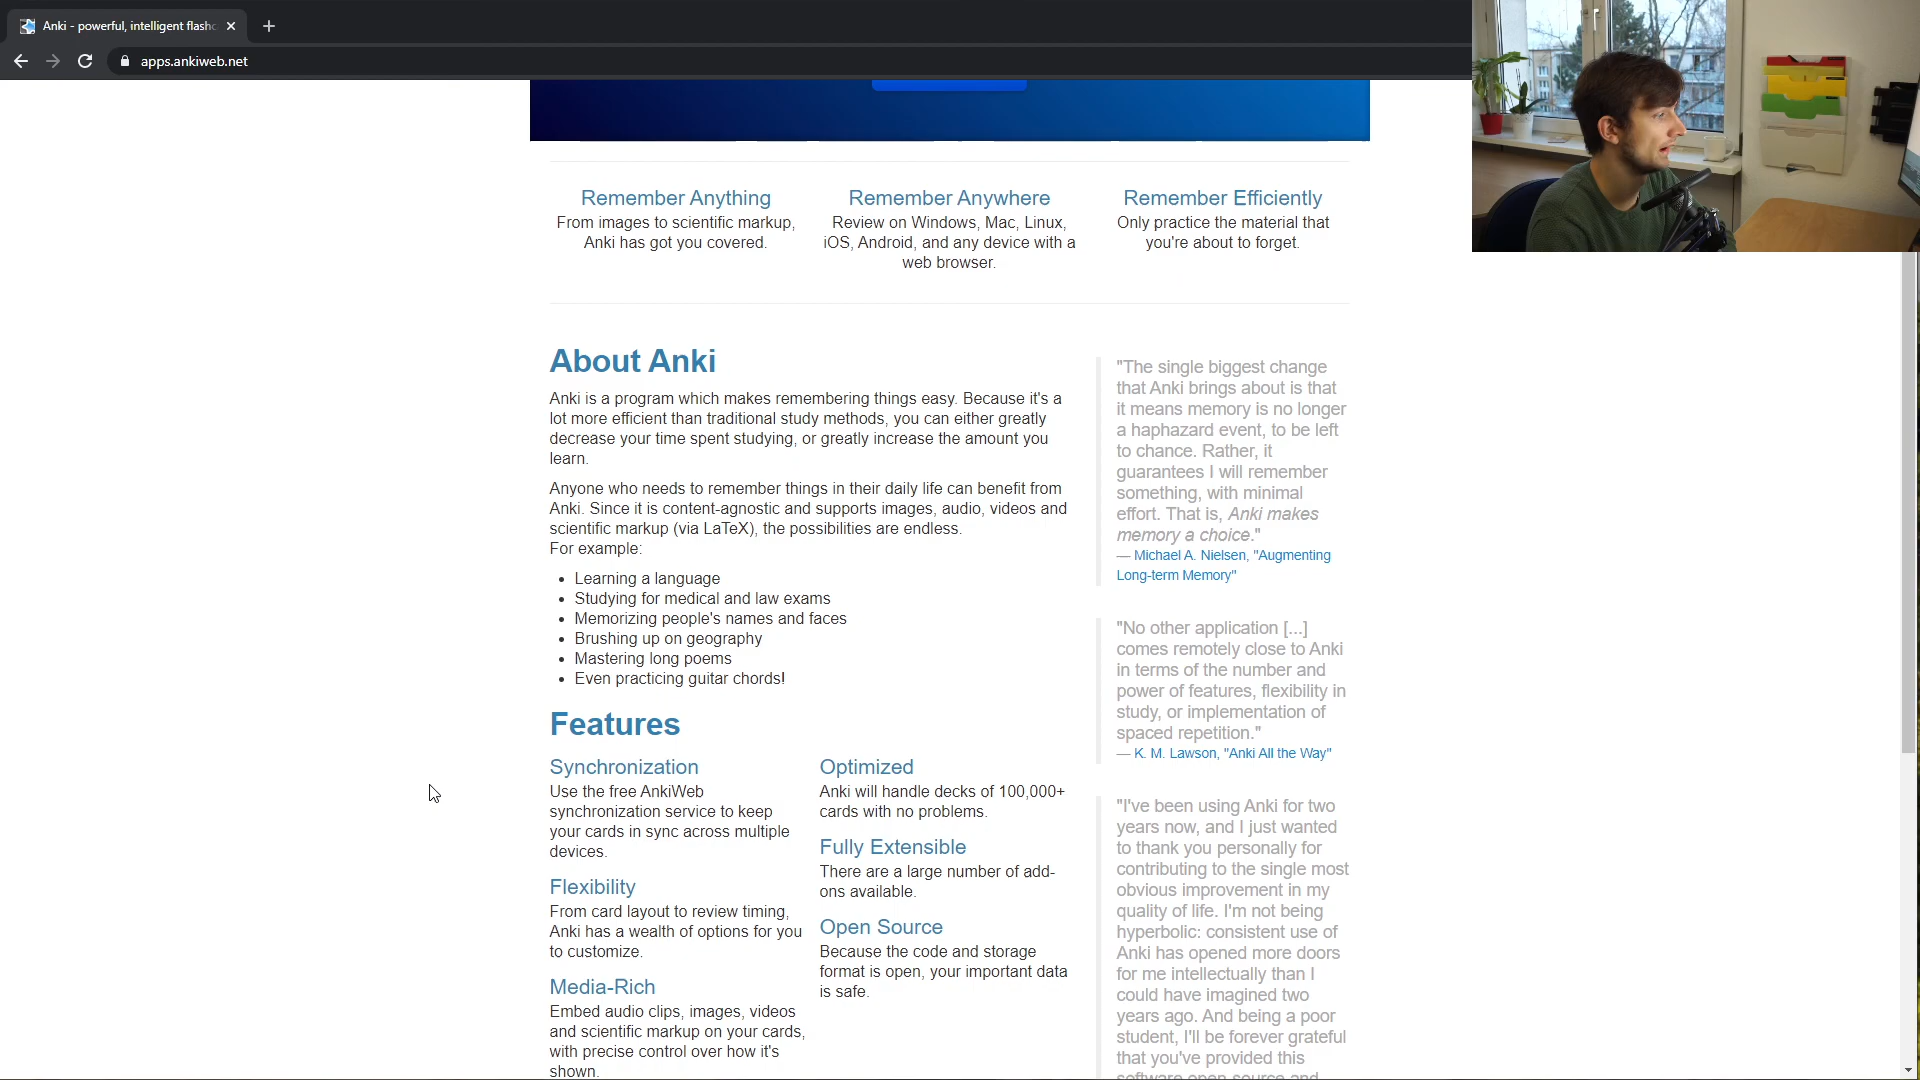 Anki - powerful, intelligent flashc
apps.ankiweb.net
Remember Anything
From images to scientific markup,
Anki has got you covered.
Remember Anywhere
Review on Windows, Mac, Linux,
iOS, Android, and any device with a
web browser.
Remember Efficiently
Only practice the material that
you're about to forget.
About Anki
Anki is a program which makes remembering things easy. Because it's a
lot more efficient than traditional study methods, you can either greatly
decrease your time spent studying, or greatly increase the amount you
learn.
Anyone who needs to remember things in their daily life can benefit from
Anki. Since it is content-agnostic and supports images, audio, videos and
scientific markup (via LaTeX), the possibilities are endless.
For example:
• Learning a language
• Studying for medical and law exams
• Memorizing people's names and faces
• Brushing up on geography
• Mastering long poems
• Even practicing guitar chords!
Features
Synchronization
Use the free AnkiWeb
synchronization service to keep
your cards in sync across multiple
devices.
Flexibility
From card layout to review timing,
Anki has a wealth of options for you
to customize.
Media-Rich
Embed audio clips, images, videos
and scientific markup on your cards,
with precise control over how it's
shown.
Optimized
Anki will handle decks of 100,000+
cards with no problems.
Fully Extensible
There are a large number of add-
ons available.
Open Source
Because the code and storage
format is open, your important data
is safe.
"The single biggest change
that Anki brings about is that
it means memory is no longer
a haphazard event, to be left
to chance. Rather, it
guarantees I will remember
something, with minimal
effort. That is, Anki makes
memory a choice."
— Michael A. Nielsen, "Augmenting
Long-term Memory"
"No other application [...]
comes remotely close to Anki
in terms of the number and
power of features, flexibility in
study, or implementation of
spaced repetition."
— K. M. Lawson, "Anki All the Way"
"I've been using Anki for two
years now, and I just wanted
to thank you personally for
contributing to the single most
obvious improvement in my
quality of life. I'm not being
hyperbolic: consistent use of
Anki has opened more doors
for me intellectually than I
could have imagined two
years ago. And being a poor
student, I'll be forever grateful
that you've provided this
software open source and